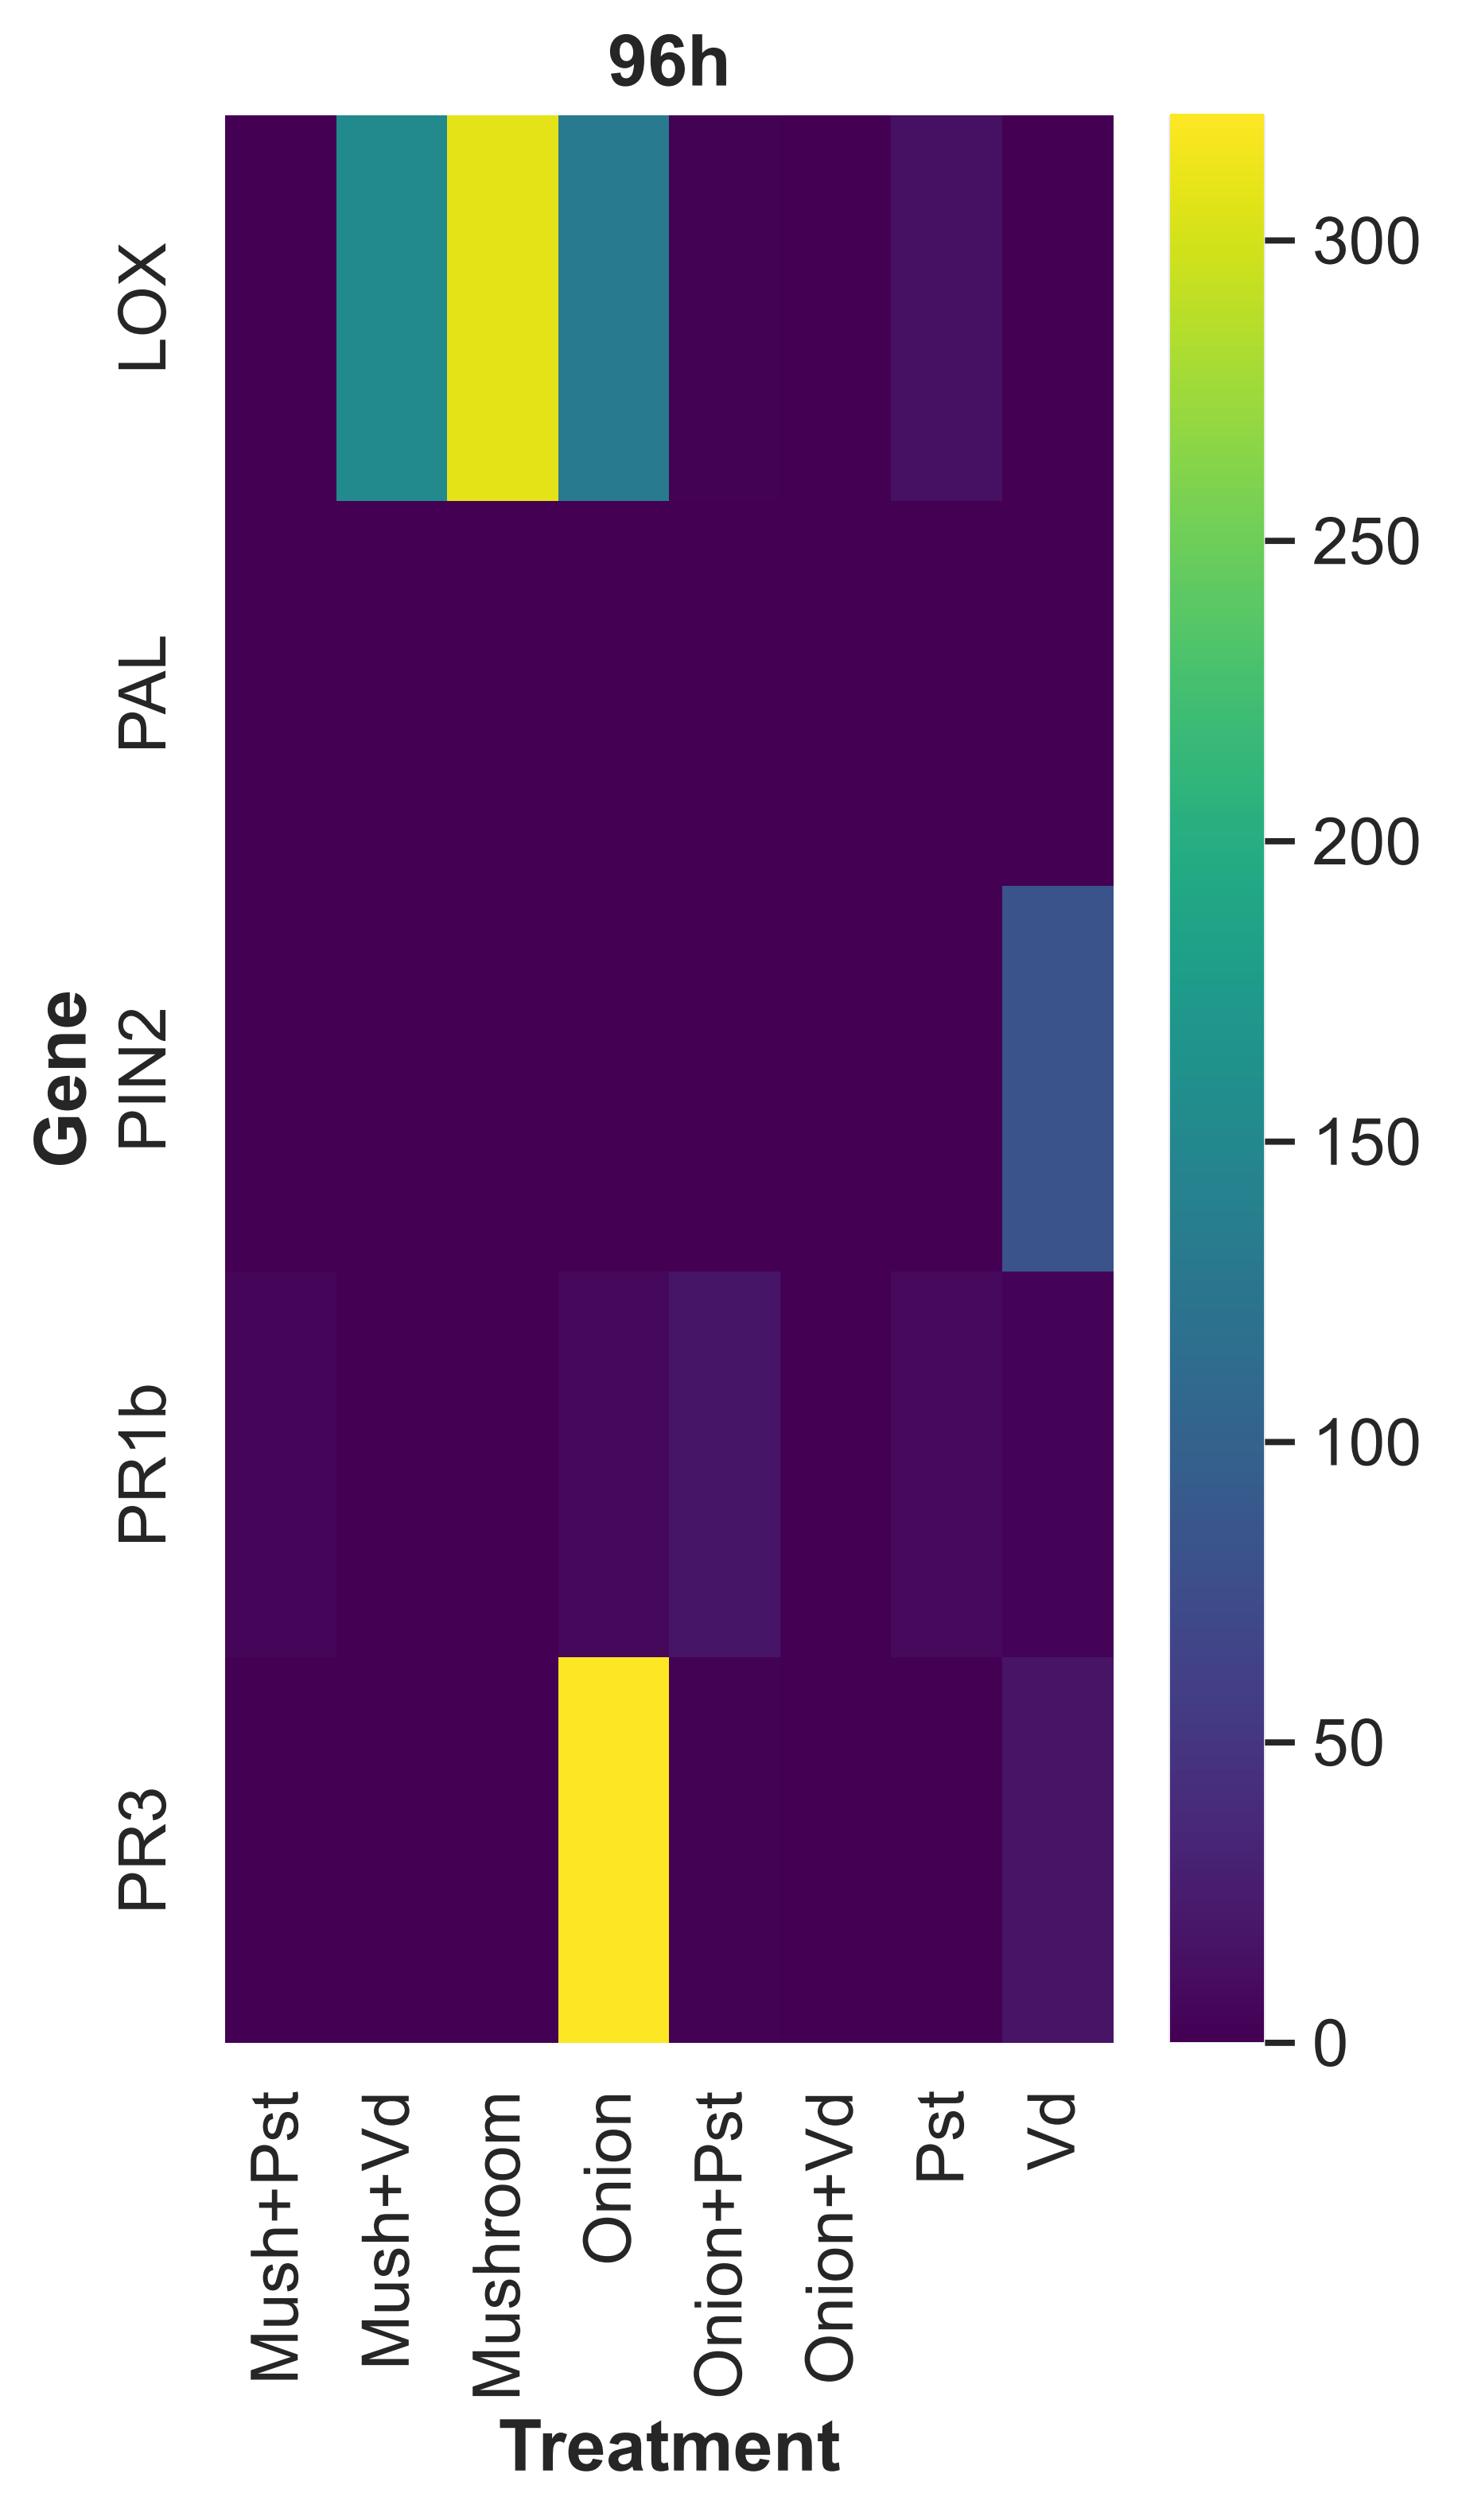 96h
Gene
LOX
PAL
PIN2
PR1b
PR3
Mush+Pst
Mush+Vd
Mushroom
Onion
Onion+Pst
Onion+Vd
Pst
Vd
Treatment
300
250
200
150
100
50
0